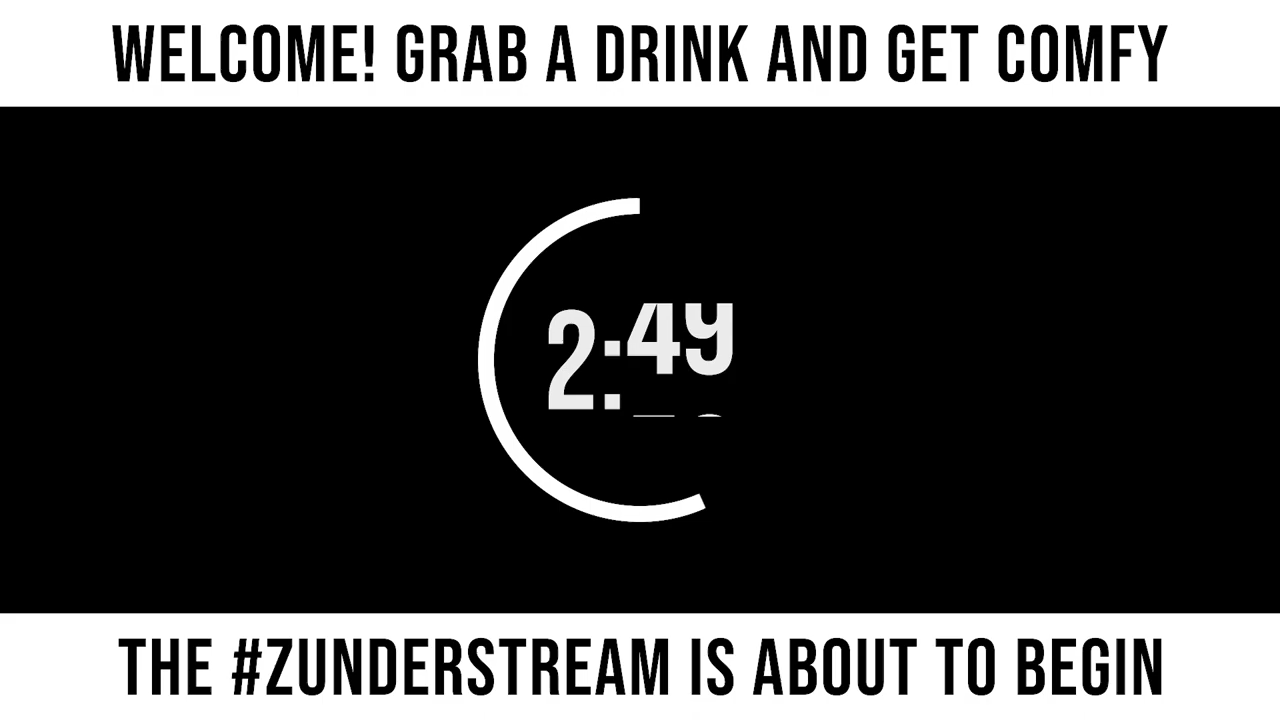 WELCOME! GRAB A DRINK AND GET COMFY
2:49
THE #ZUNDERSTREAM IS ABOUT TO BEGIN